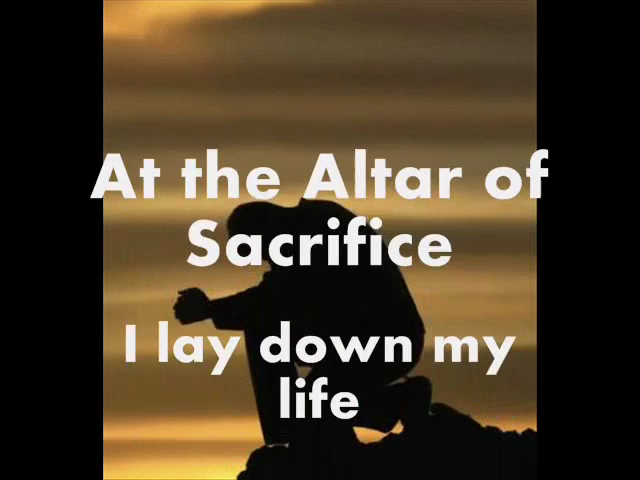 At the Altar of
Sacrifice
I lay down my
life